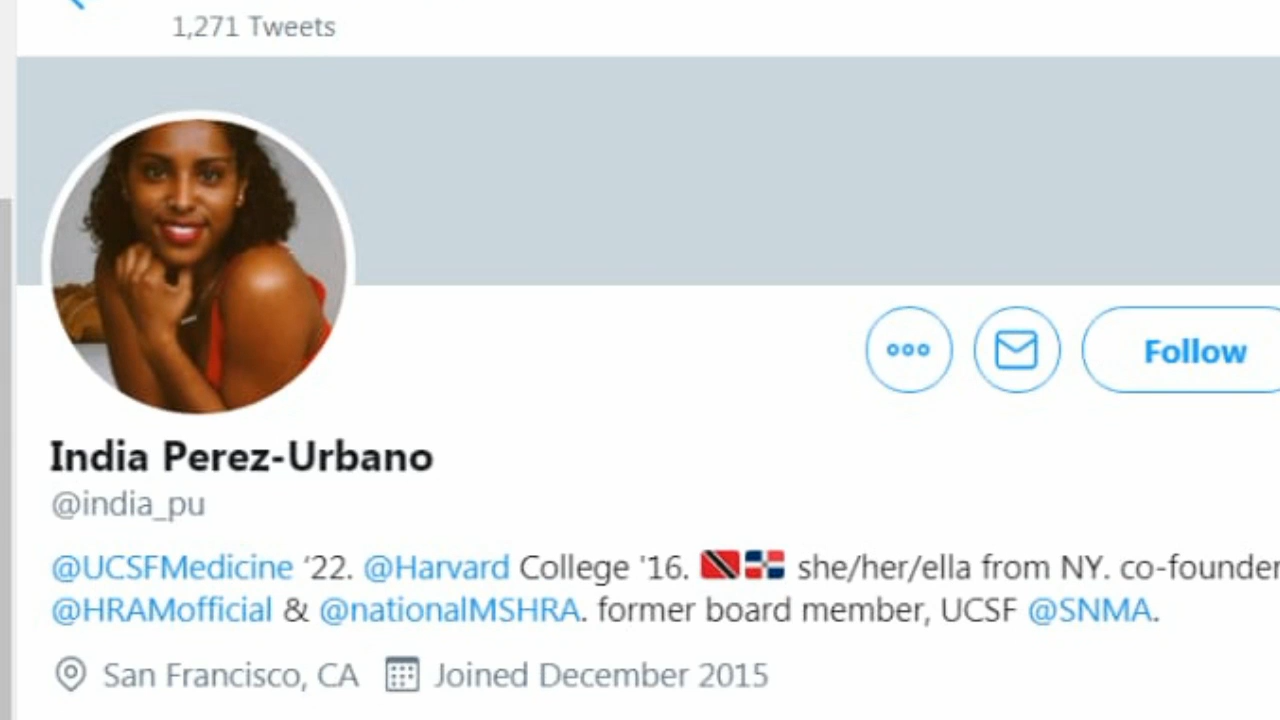 1,271 Tweets
Follow
India Perez-Urbano
@india_pu
@UCSFMedicine ‘22. @Harvard College '16. 🇹🇹🇩🇴 she/her/ella from NY. co-founder
@HRAMofficial & @nationalMSHRA. former board member, UCSF @SNMA.
San Francisco, CA Joined December 2015